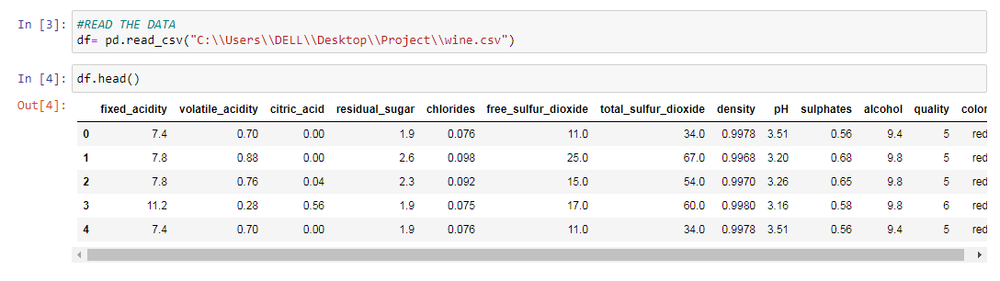 In [3]: #READ THE DATA
df= pd.read_csv("C:\\Users\\DELL\\Desktop\\Project\\wine.csv")
In [4]: df.head()
Out[4]:
fixed_acidity volatile_acidity citric_acid residual_sugar chlorides free_sulfur_dioxide total_sulfur_dioxide density pH sulphates alcohol quality color
0 7.4 0.70 0.00 1.9 0.076 11.0 34.0 0.9978 3.51 0.56 9.4 5 red
1 7.8 0.88 0.00 2.6 0.098 25.0 67.0 0.9968 3.20 0.68 9.8 5 red
2 7.8 0.76 0.04 2.3 0.092 15.0 54.0 0.9970 3.26 0.65 9.8 5 red
3 11.2 0.28 0.56 1.9 0.075 17.0 60.0 0.9980 3.16 0.58 9.8 6 red
4 7.4 0.70 0.00 1.9 0.076 11.0 34.0 0.9978 3.51 0.56 9.4 5 red